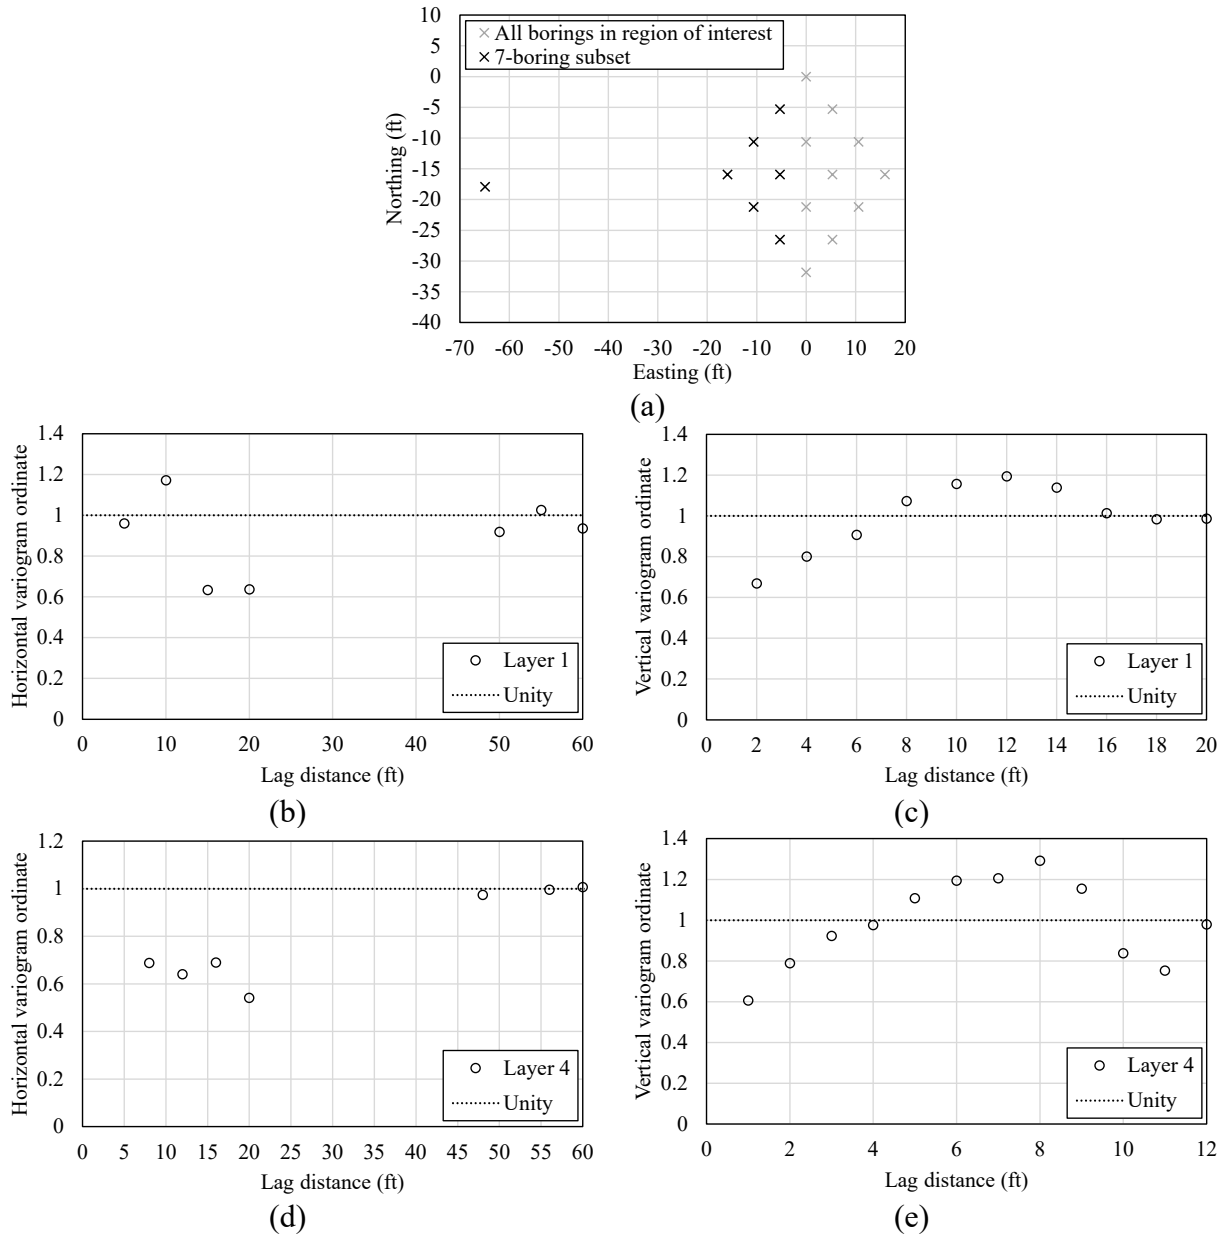 10
5
0
-5
-10
-15
-20
-25
-30
-35
-40
Northing (ft)
All borings in region of interest
7-boring subset
-70 -60 -50 -40 -30 -20 -10 0 10 20
Easting (ft)
(a)
1.4
1.2
1
0.8
0.6
0.4
0.2
0
Horizontal variogram ordinate
Layer 1
Unity
0 10 20 30 40 50 60
Lag distance (ft)
(b)
1.4
1.2
1
0.8
0.6
0.4
0.2
0
Vertical variogram ordinate
Layer 1
Unity
0 2 4 6 8 10 12 14 16 18 20
Lag distance (ft)
(c)
1.2
1
0.8
0.6
0.4
0.2
0
Horizontal variogram ordinate
Layer 4
Unity
0 5 10 15 20 25 30 35 40 45 50 55 60
Lag distance (ft)
(d)
1.4
1.2
1
0.8
0.6
0.4
0.2
0
Vertical variogram ordinate
Layer 4
Unity
0 2 4 6 8 10 12
Lag distance (ft)
(e)